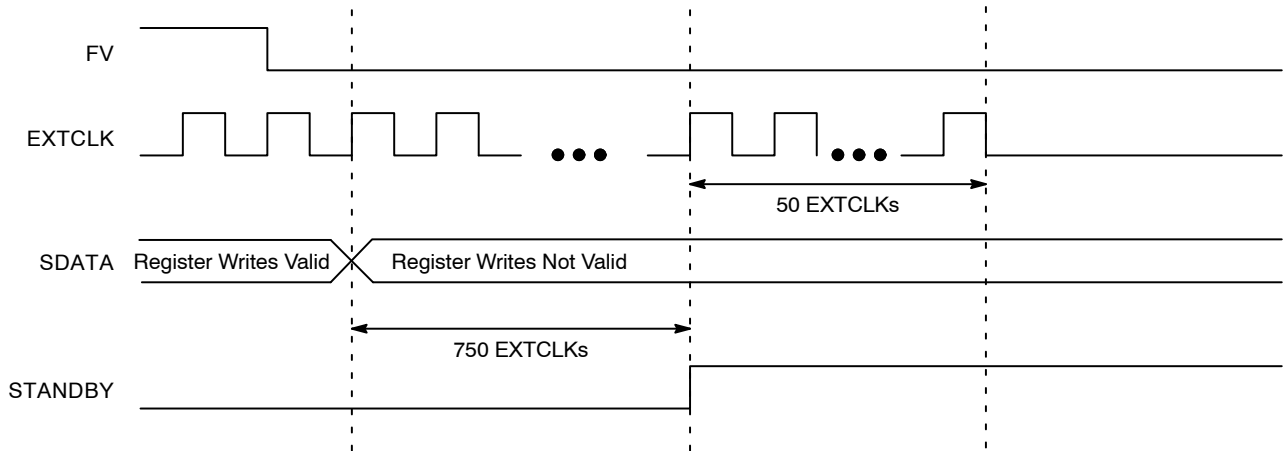 FV
EXTCLK
50 EXTCLKs
SDATA Register Writes Valid Register Writes Not Valid
750 EXTCLKs
STANDBY